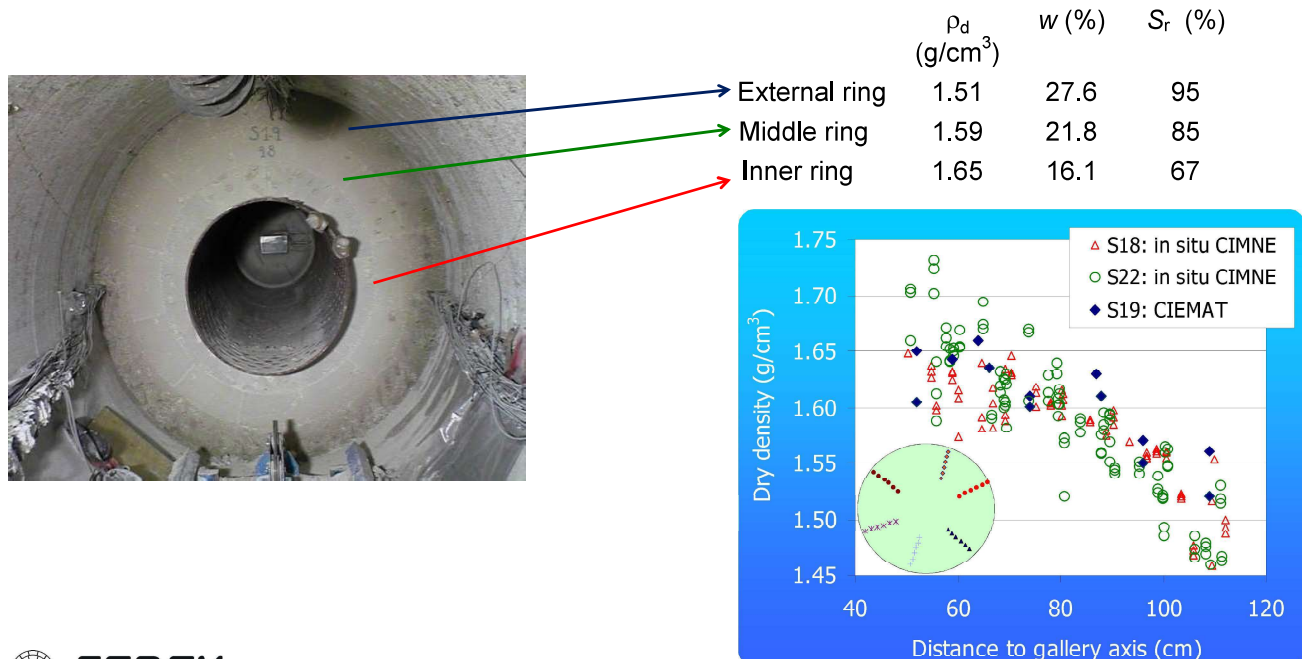 ρd w (%) Sr (%)
(g/cm3)
External ring 1.51 27.6 95
Middle ring 1.59 21.8 85
Inner ring 1.65 16.1 67
S19
18
S18: in situ CIMNE
S22: in situ CIMNE
S19: CIEMAT
Dry density (g/cm3)
1.75
1.70
1.65
1.60
1.55
1.50
1.45
40 60 80 100 120
Distance to gallery axis (cm)